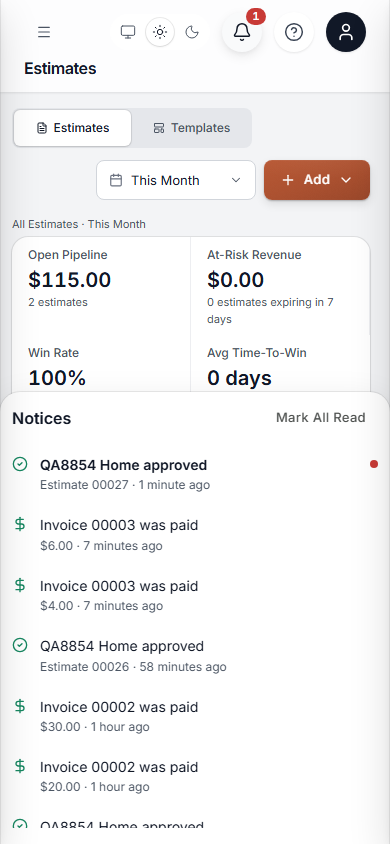 1
Estimates
Estimates
Templates
This Month
Add
All Estimates · This Month
Open Pipeline
$115.00
2 estimates
At-Risk Revenue
$0.00
0 estimates expiring in 7
days
Win Rate
100%
Avg Time-To-Win
0 days
Notices
Mark All Read
QA8854 Home approved
Estimate 00027 · 1 minute ago
Invoice 00003 was paid
$6.00 · 7 minutes ago
Invoice 00003 was paid
$4.00 · 7 minutes ago
QA8854 Home approved
Estimate 00026 · 58 minutes ago
Invoice 00002 was paid
$30.00 · 1 hour ago
Invoice 00002 was paid
$20.00 · 1 hour ago
QA8854 Home approved